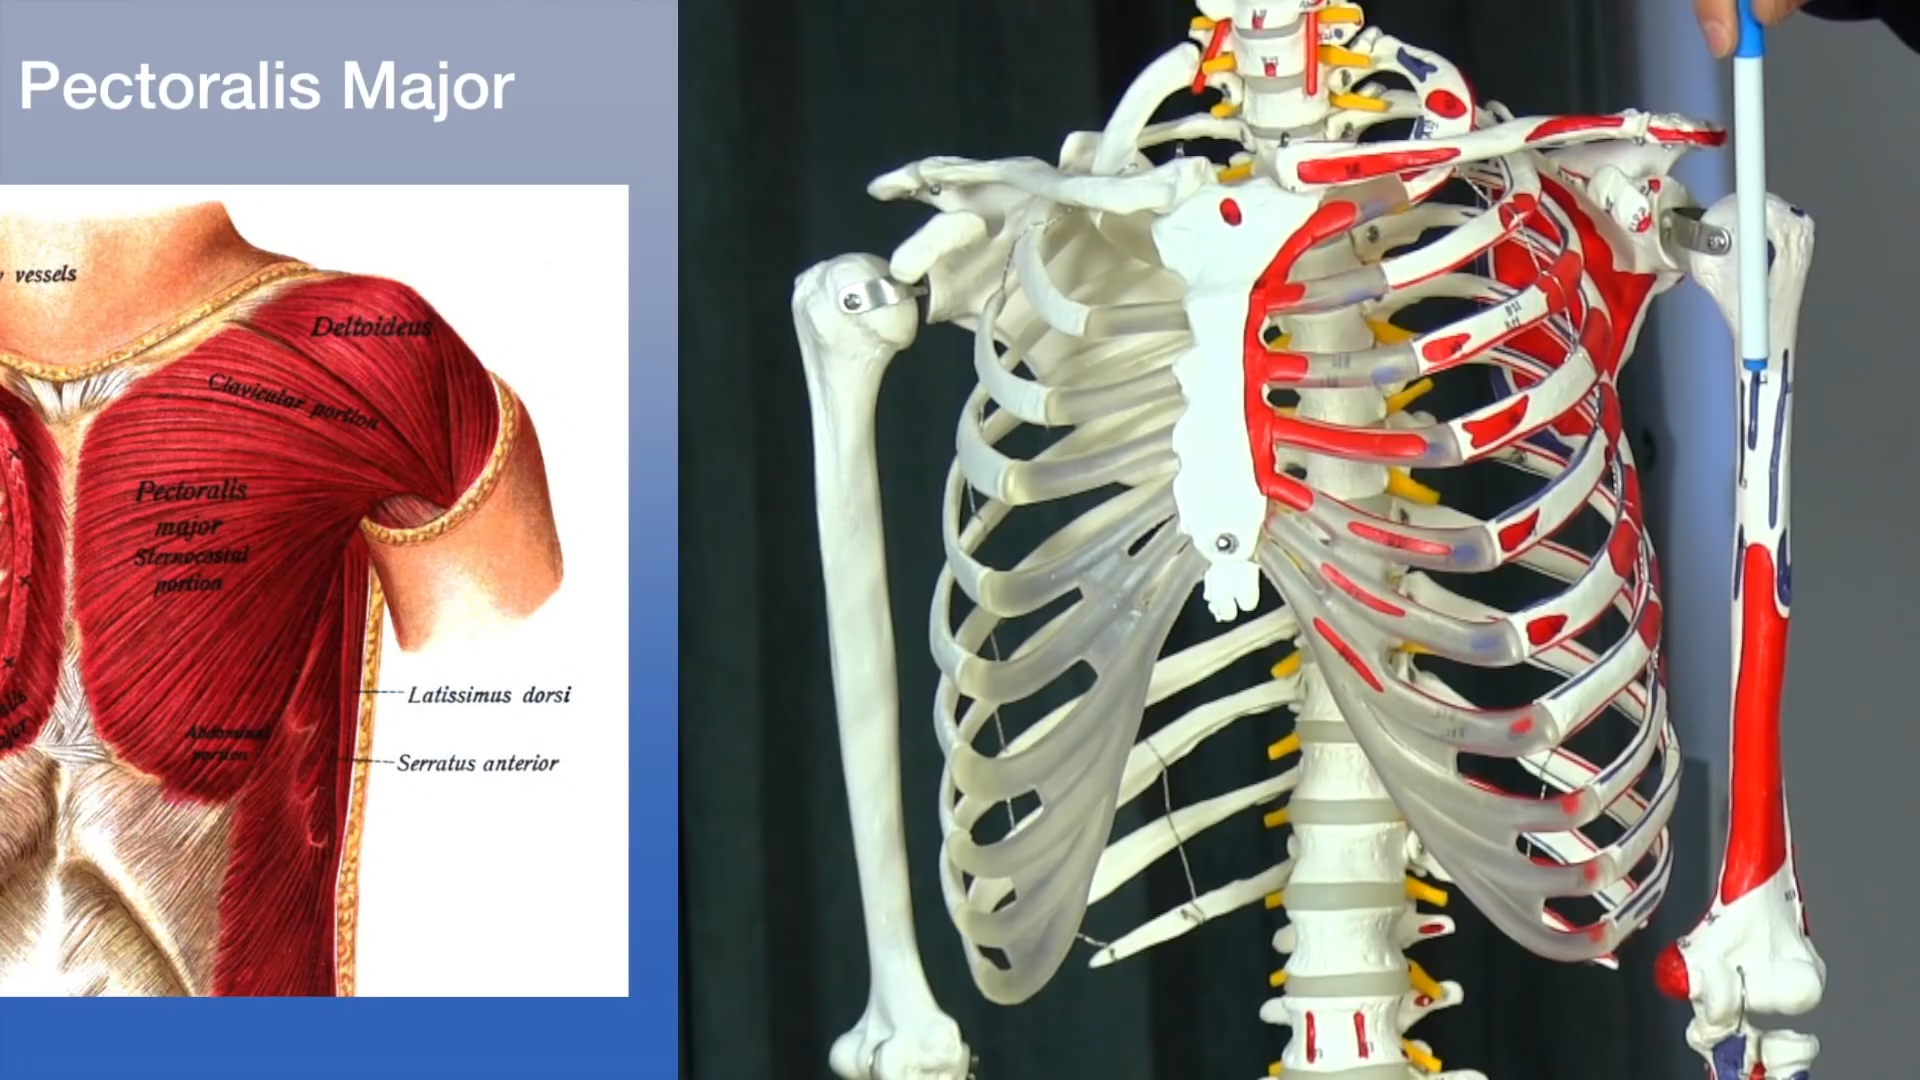 Pectoralis Major
vessels
Deltoideus
Clavicular portion
Pectoralis
major
Sternocostal
portion
Abdominal
portion
Latissimus dorsi
Serratus anterior